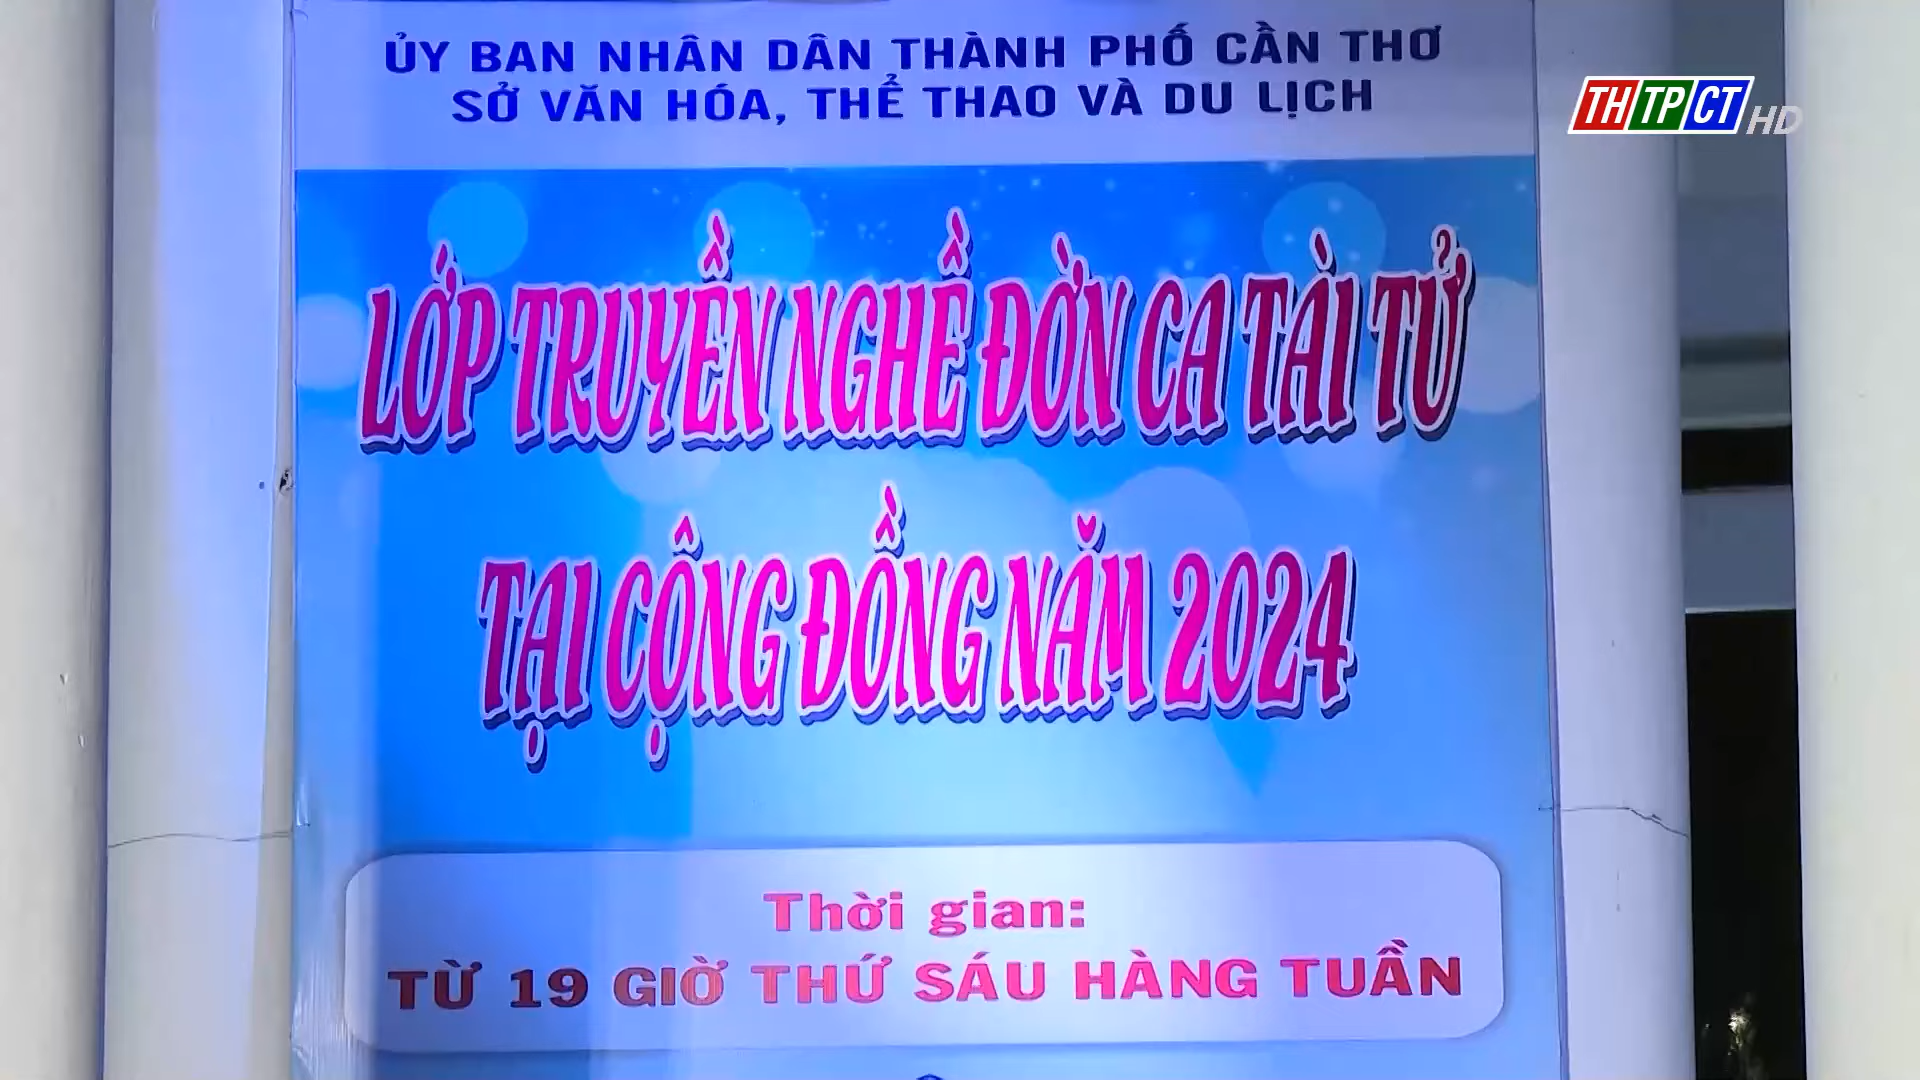 ỦY BAN NHÂN DÂN THÀNH PHỐ CẦN THƠ
SỞ VĂN HÓA, THỂ THAO VÀ DU LỊCH
THTPCT HD
LỚP TRUYỀN NGHỀ ĐỜN CA TÀI TỬ
TẠI CỘNG ĐỒNG NĂM 2024
Thời gian:
TỪ 19 GIỜ THỨ SÁU HÀNG TUẦN